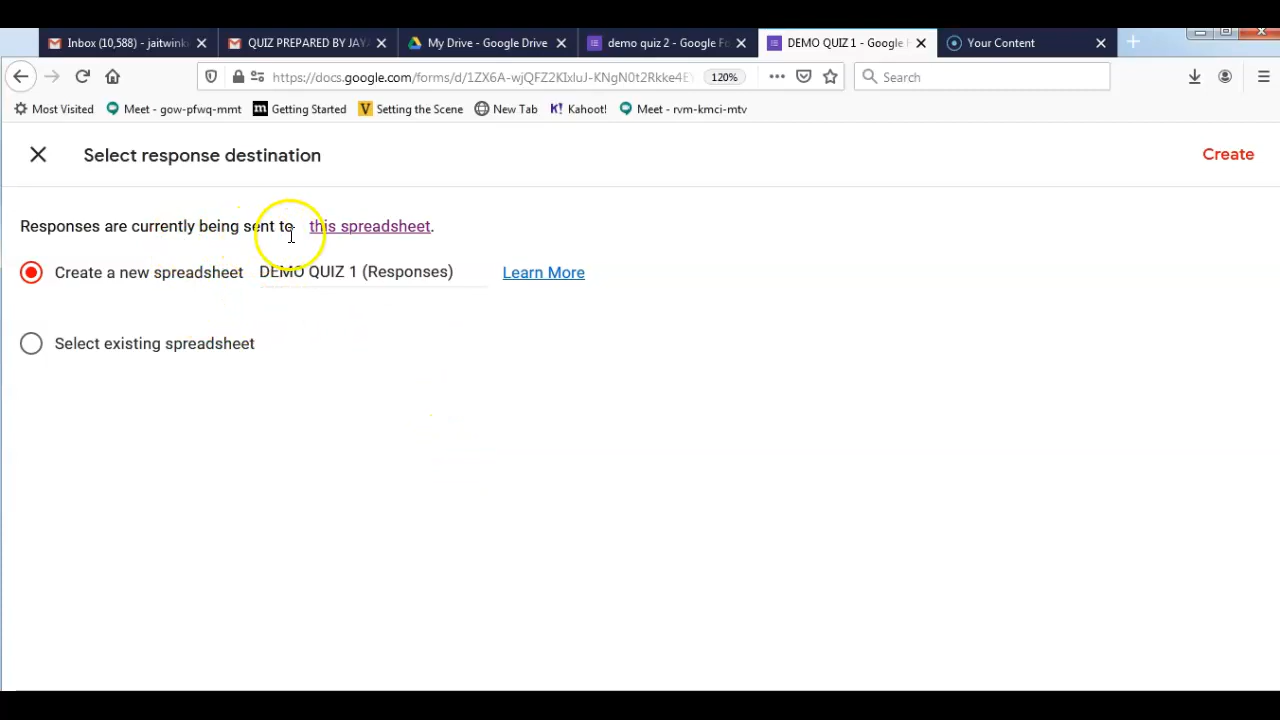 Inbox (10,588) - jaitwink
QUIZ PREPARED BY JAYA
My Drive - Google Drive
demo quiz 2 - Google Fo
DEMO QUIZ 1 - Google F
Your Content
https://docs.google.com/forms/d/1ZX6A-wjQFZ2KIxluJ-KNgN0t2Rkke4E
120%
Search
Most Visited
Meet - gow-pfwq-mmt
Getting Started
Setting the Scene
New Tab
Kahoot!
Meet - rvm-kmci-mtv
Select response destination
Create
Responses are currently being sent to this spreadsheet.
Create a new spreadsheet DEMO QUIZ 1 (Responses) Learn More
Select existing spreadsheet